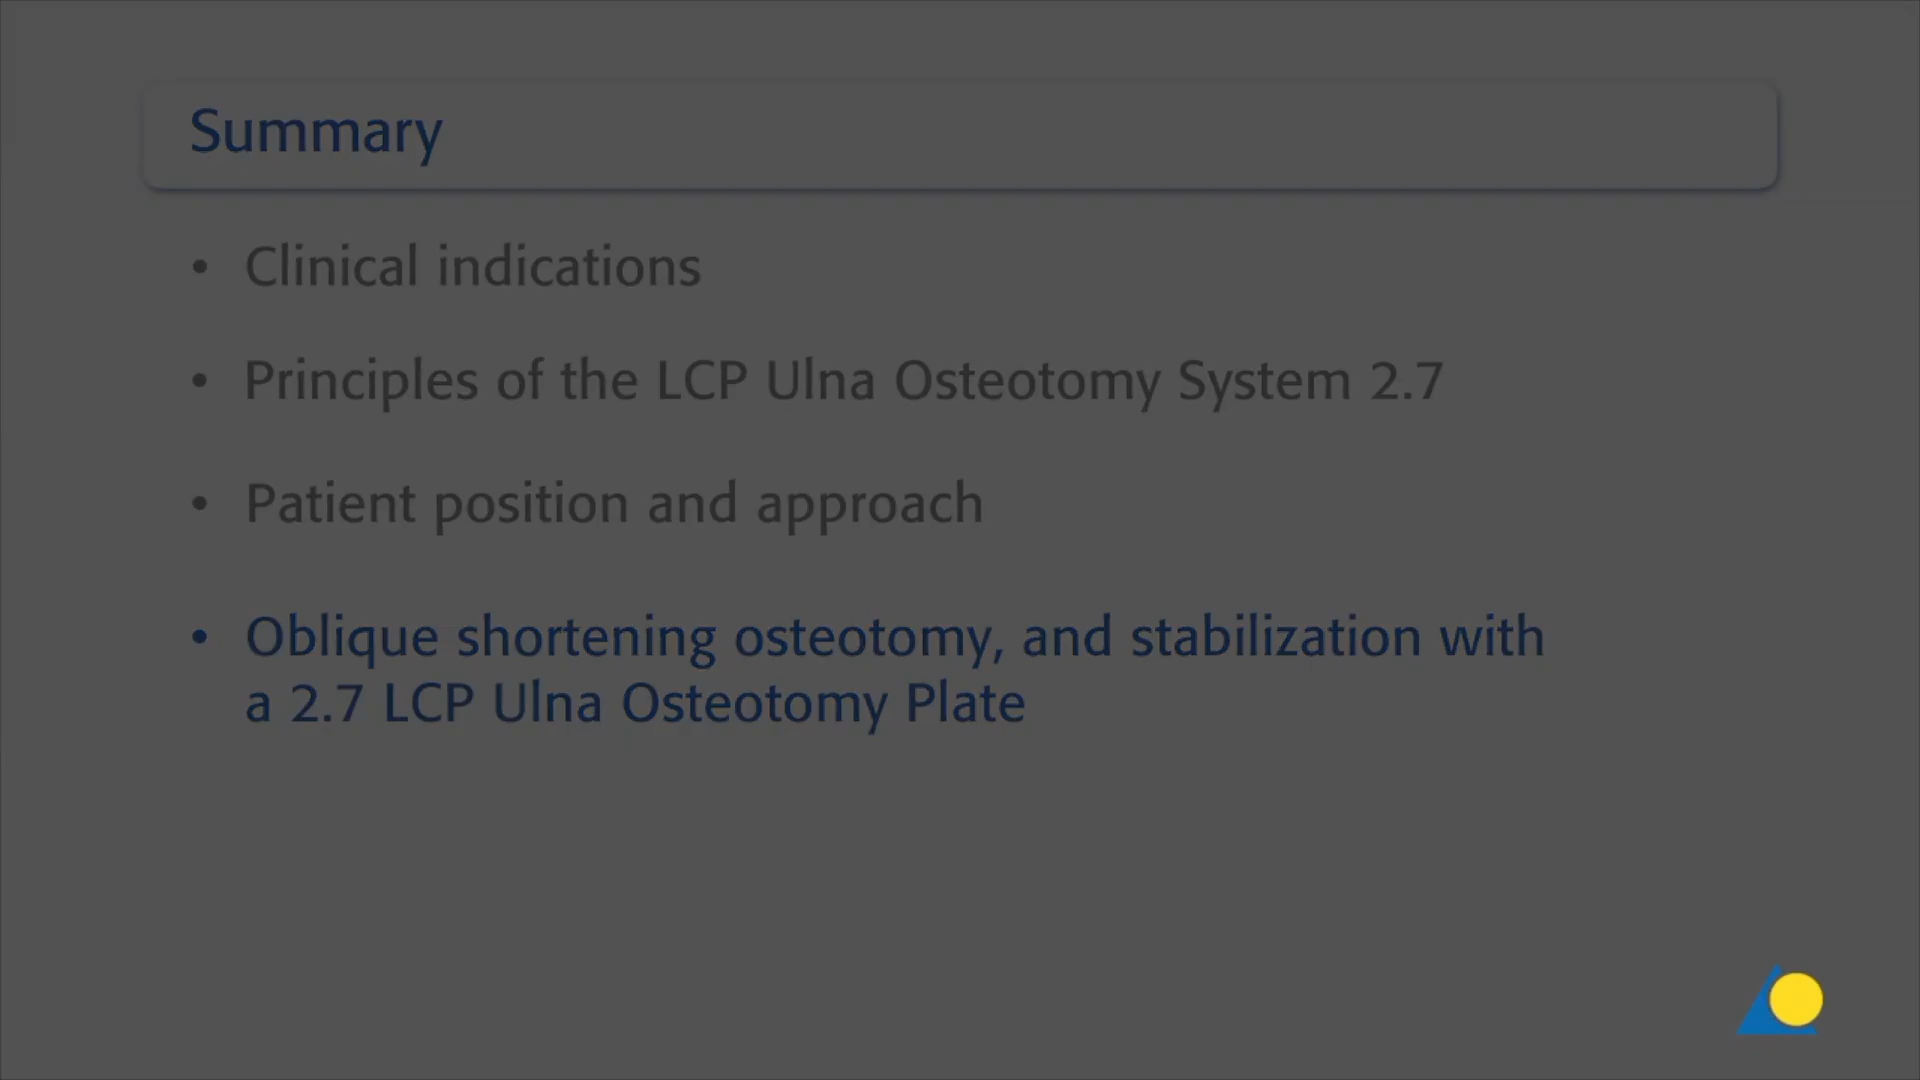 Summary
• Clinical indications
• Principles of the LCP Ulna Osteotomy System 2.7
• Patient position and approach
• Oblique shortening osteotomy, and stabilization with
a 2.7 LCP Ulna Osteotomy Plate